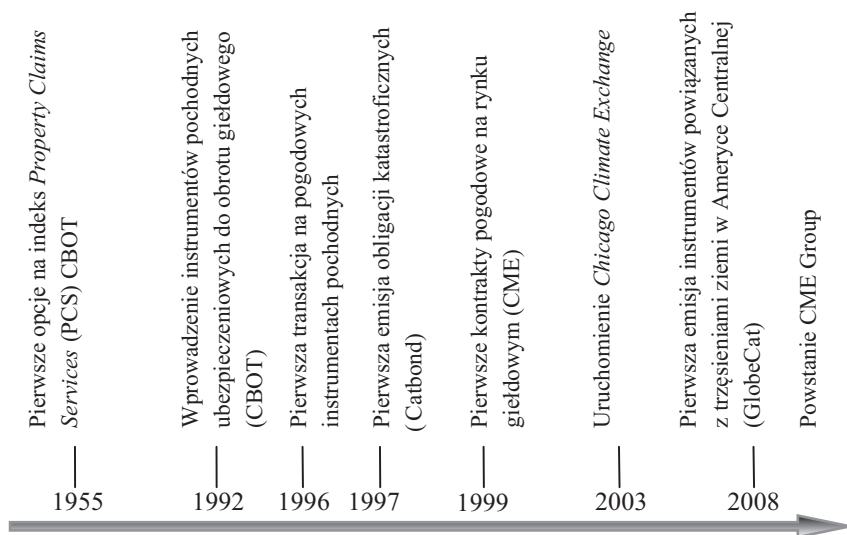 Pierwsze opcje na indeks Property Claims
Services (PCS) CBOT
Wprowadzenie instrumentów pochodnych
ubezpieczeniowych do obrotu giełdowego
(CBOT)
Pierwsza transakcja na pogodowych
instrumentach pochodnych
Pierwsza emisja obligacji katastroficznych
(Catbond)
Pierwsze kontrakty pogodowe na rynku
giełdowym (CME)
Uruchomienie Chicago Climate Exchange
Pierwsza emisja instrumentów powiązanych
z trzęsieniami ziemi w Ameryce Centralnej
(GlobeCat)
Powstanie CME Group
1955
1992
1996
1997
1999
2003
2008